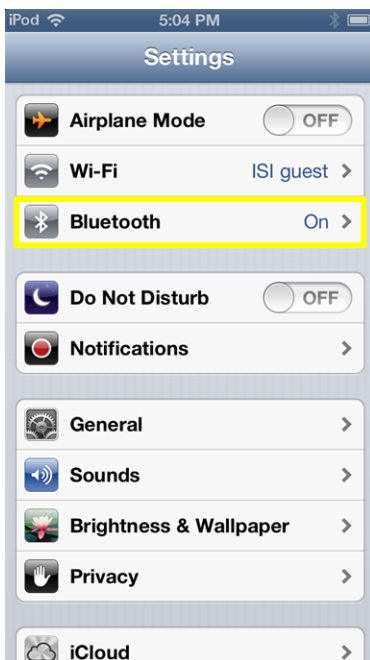 iPod 5:04 PM
Settings
Airplane Mode OFF
Wi-Fi ISI guest
Bluetooth On
Do Not Disturb OFF
Notifications
General
Sounds
Brightness & Wallpaper
Privacy
iCloud